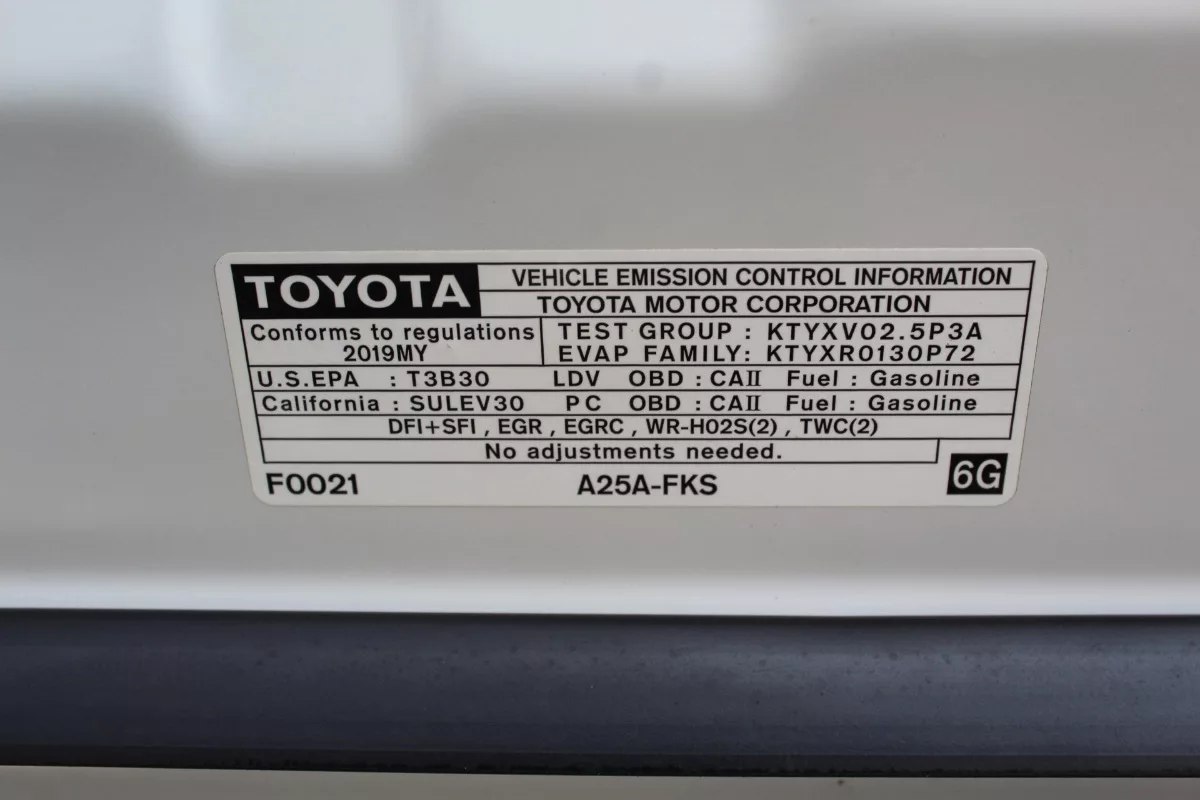 TOYOTA
VEHICLE EMISSION CONTROL INFORMATION
TOYOTA MOTOR CORPORATION
Conforms to regulations
2019MY
TEST GROUP : KTYXV02.5P3A
EVAP FAMILY: KTYXR0130P72
U.S.EPA : T3B30 LDV OBD : CAII Fuel : Gasoline
California : SULEV30 PC OBD : CAII Fuel : Gasoline
DFI+SFI , EGR , EGRC , WR-HO2S(2) , TWC(2)
No adjustments needed.
F0021 A25A-FKS 6G